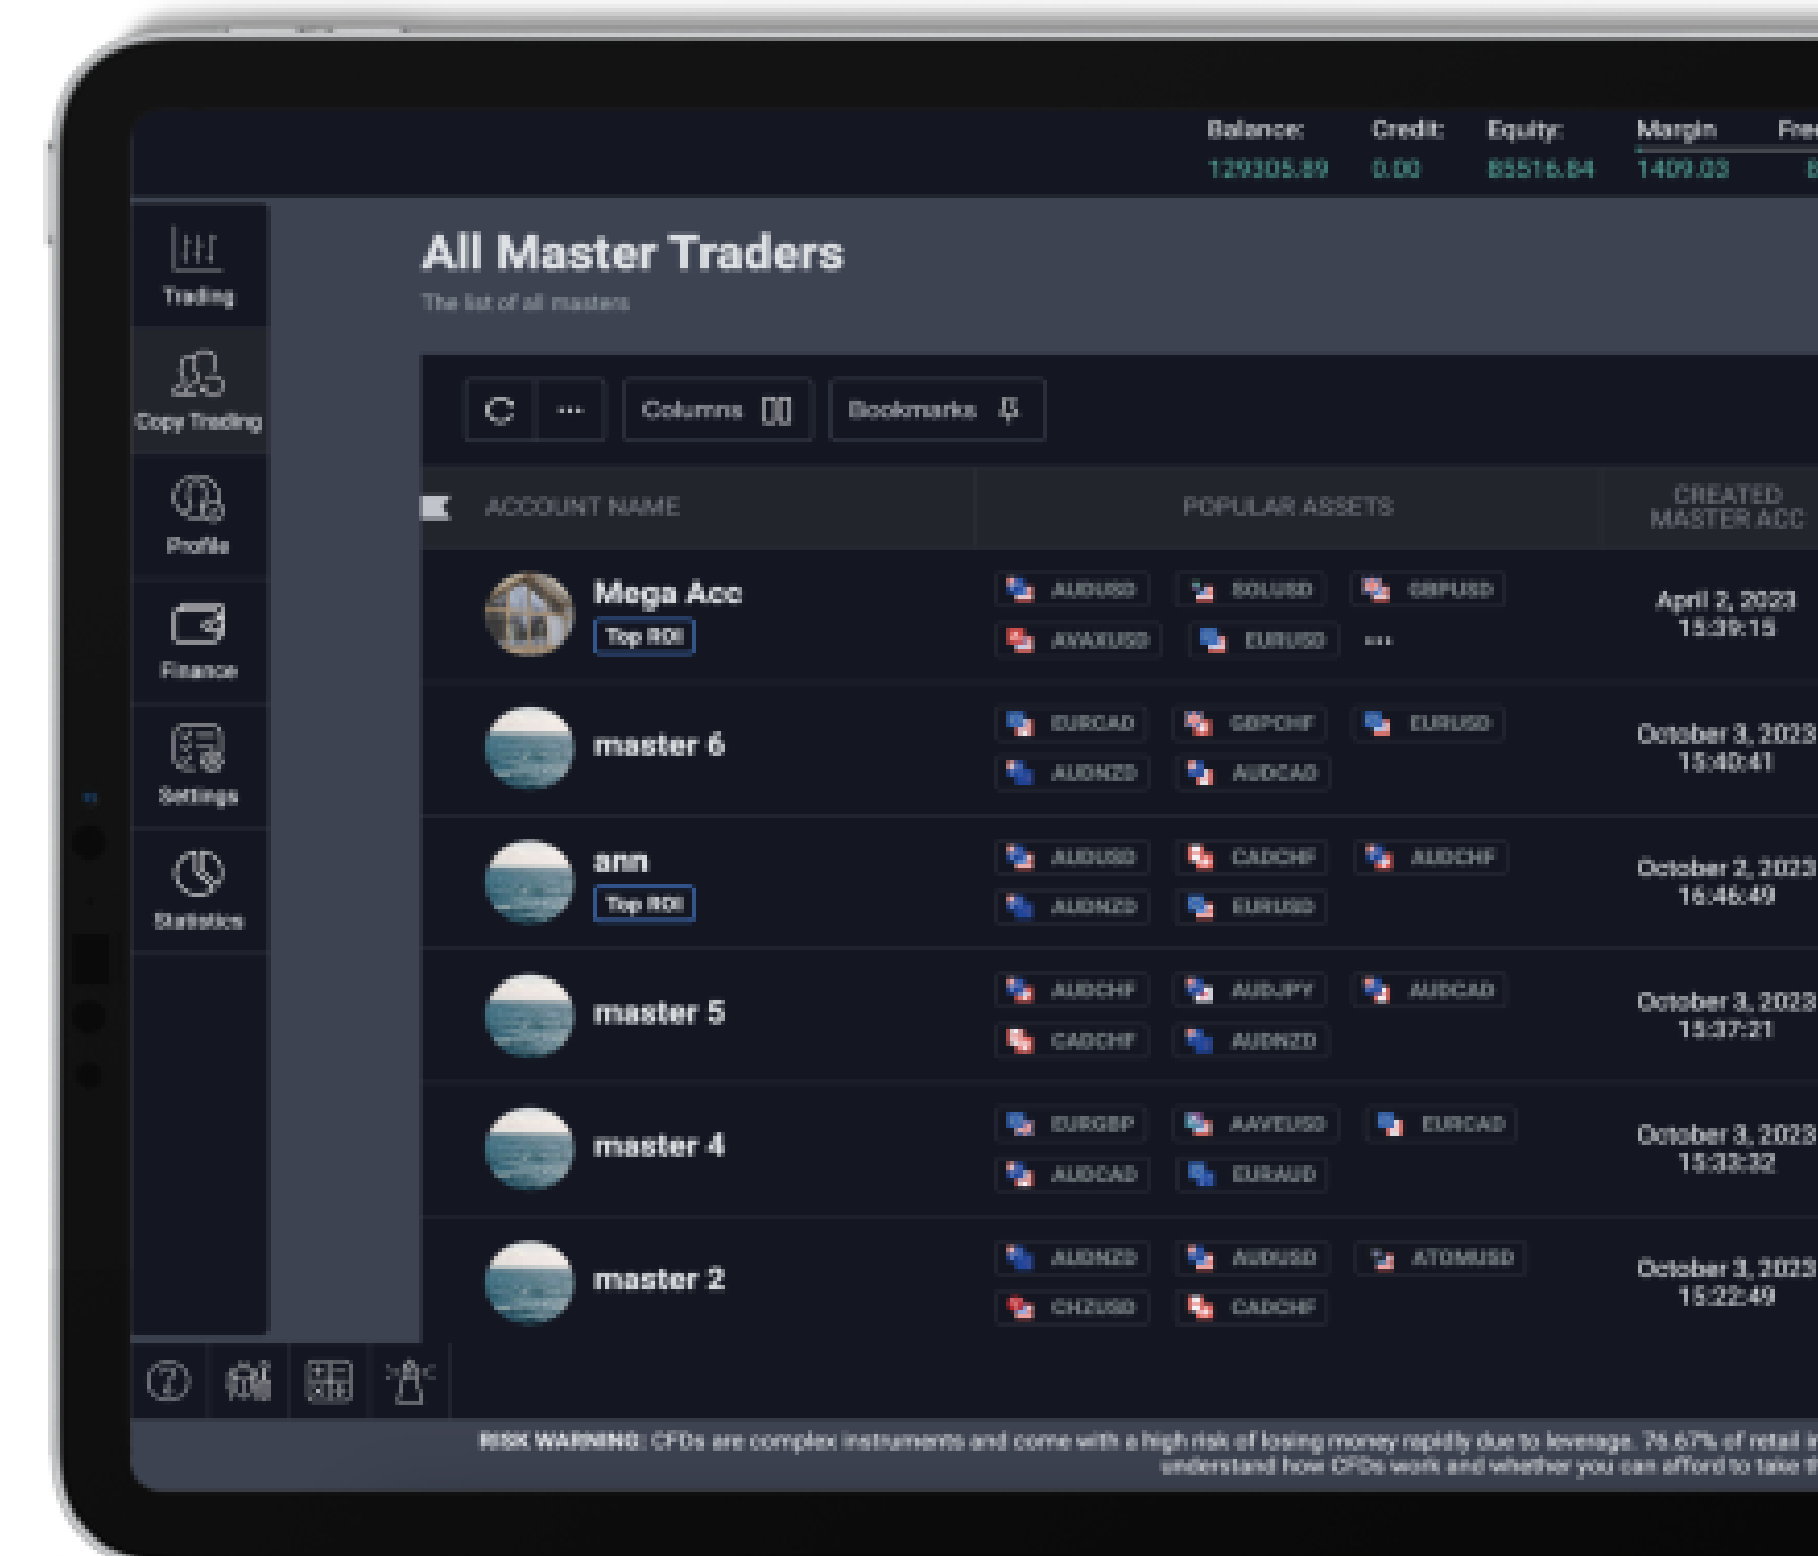 Balance: Credit: Equity: Margin
129305.89 0.00 85516.84 1409.03
Trading
Copy Trading
Profile
Finance
Settings
Statistics
All Master Traders
The list of all masters
Columns
Bookmarks
ACCOUNT NAME
POPULAR ASSETS
CREATED
MASTER ACC
Mega Acc
Top ROI
AUDUSD SOLUSD GBPUSD
AVAXUSD EURUSD ...
April 2, 2023
15:39:15
master 6
EURCAD GBPCHF EURUSD
AUDNZD AUDCAD
October 3, 2023
15:40:41
ann
Top ROI
AUDUSD CADCHF AUDCHF
AUDNZD EURUSD
October 2, 2023
16:46:49
master 5
AUDCHF AUDJPY AUDCAD
CADCHF AUDNZD
October 3, 2023
15:37:21
master 4
EURGBP AAVEUSD EURCAD
AUDCAD EURAUD
October 3, 2023
15:33:32
master 2
AUDNZD AUDUSD ATOMUSD
CHZUSD CADCHF
October 3, 2023
15:22:49
RISK WARNING: CFDs are complex instruments and come with a high risk of losing money rapidly due to leverage. 76.67% of retail
understand how CFDs work and whether you can afford to take